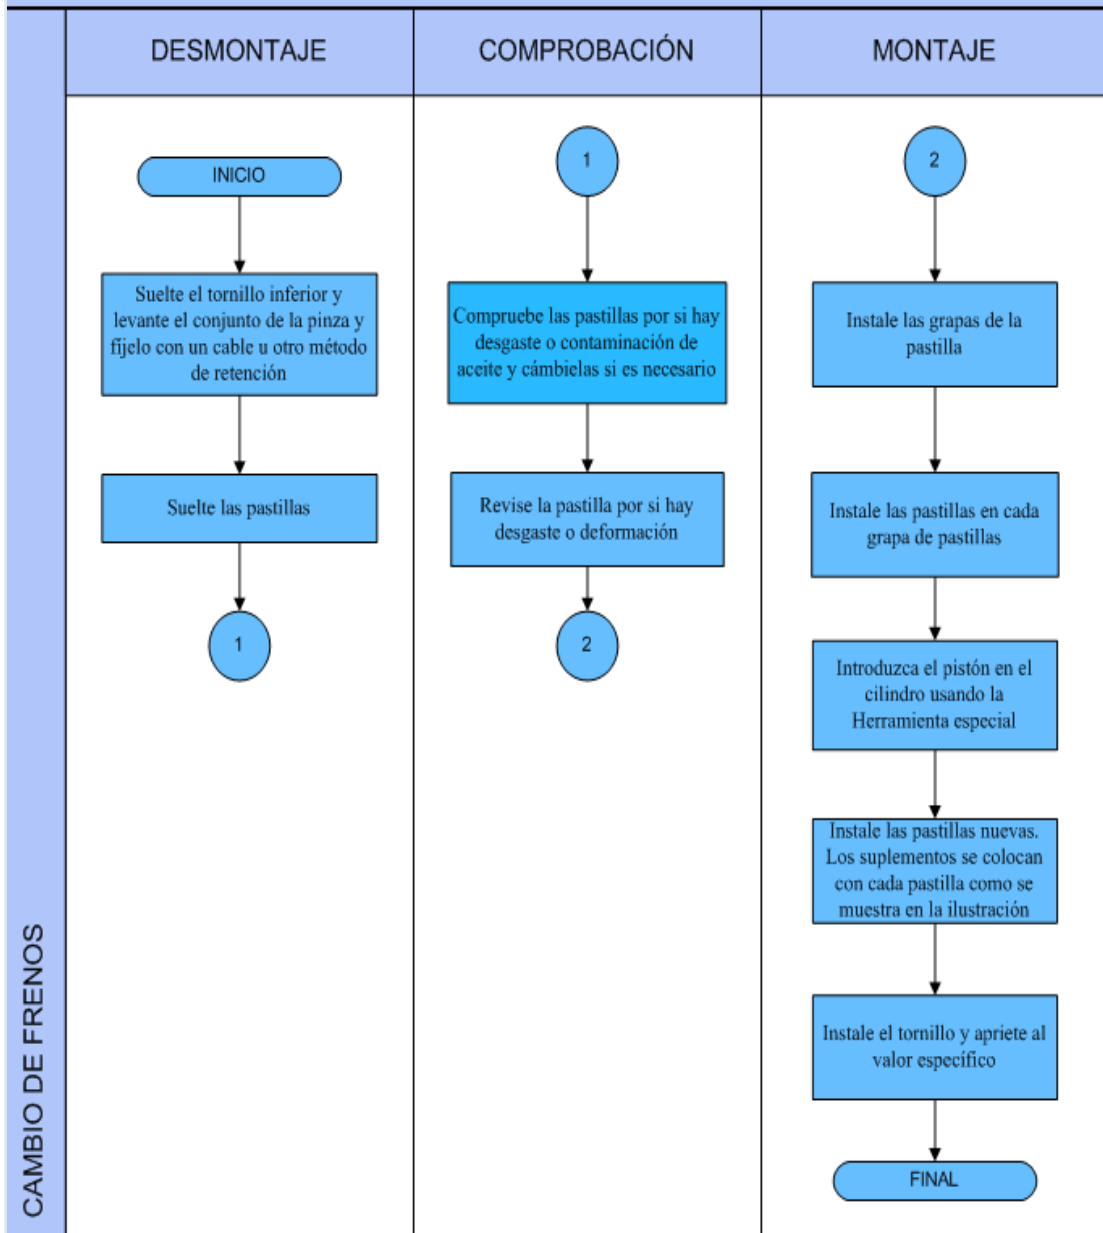 DESMONTAJE
COMPROBACIÓN
MONTAJE
CAMBIO DE FRENOS
INICIO
Suelte el tornillo inferior y
levante el conjunto de la pinza y
fíjelo con un cable u otro método
de retención
Suelte las pastillas
1
1
Compruebe las pastillas por si hay
desgaste o contaminación de
aceite y cámbielas si es necesario
Revise la pastilla por si hay
desgaste o deformación
2
2
Instale las grapas de la
pastilla
Instale las pastillas en cada
grapa de pastillas
Introduzca el pistón en el
cilindro usando la
Herramienta especial
Instale las pastillas nuevas.
Los suplementos se colocan
con cada pastilla como se
muestra en la ilustración
Instale el tornillo y apriete al
valor específico
FINAL